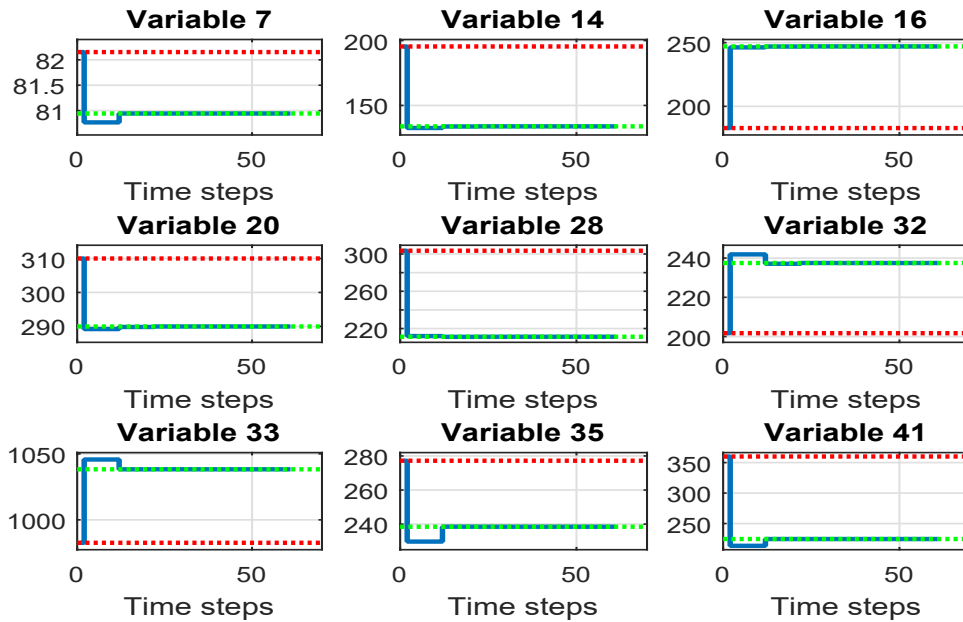 Variable 7
82
81.5
81
0
50
Time steps
Variable 14
200
150
0
50
Time steps
Variable 16
250
200
0
50
Time steps
Variable 20
310
300
290
0
50
Time steps
Variable 28
300
280
260
220
0
50
Time steps
Variable 32
240
220
200
0
50
Time steps
Variable 33
1050
1000
0
50
Time steps
Variable 35
280
260
240
0
50
Time steps
Variable 41
350
300
250
0
50
Time steps